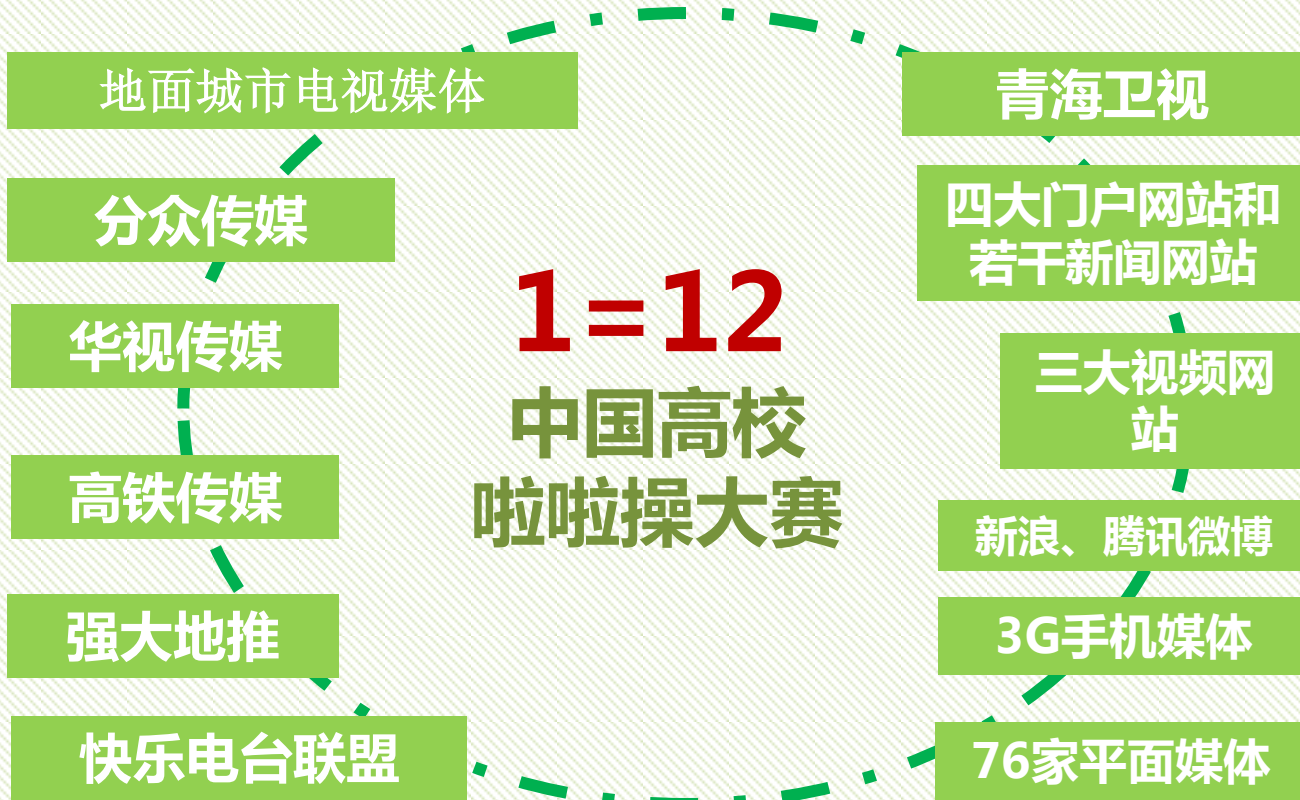 地面城市电视媒体
分众传媒
华视传媒
高铁传媒
强大地推
快乐电台联盟
1=12
中国高校
啦啦操大赛
青海卫视
四大门户网站和
若干新闻网站
三大视频网
站
新浪、腾讯微博
3G手机媒体
76家平面媒体